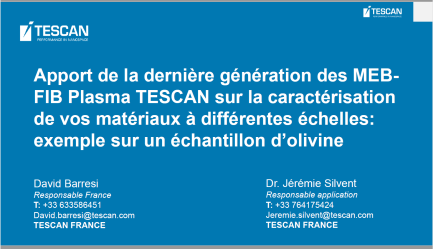 TESCAN
TESCAN
PERFORMANCE IN NANOSPACE
Apport de la dernière génération des MEB-
FIB Plasma TESCAN sur la caractérisation
de vos matériaux à différentes échelles:
exemple sur un échantillon d’olivine
David Barresi
Responsable France
T: +33 633586451
David.barresi@tescan.com
TESCAN FRANCE
Dr. Jérémie Silvent
Responsable application
T: +33 764175424
Jeremie.silvent@tescan.com
TESCAN FRANCE